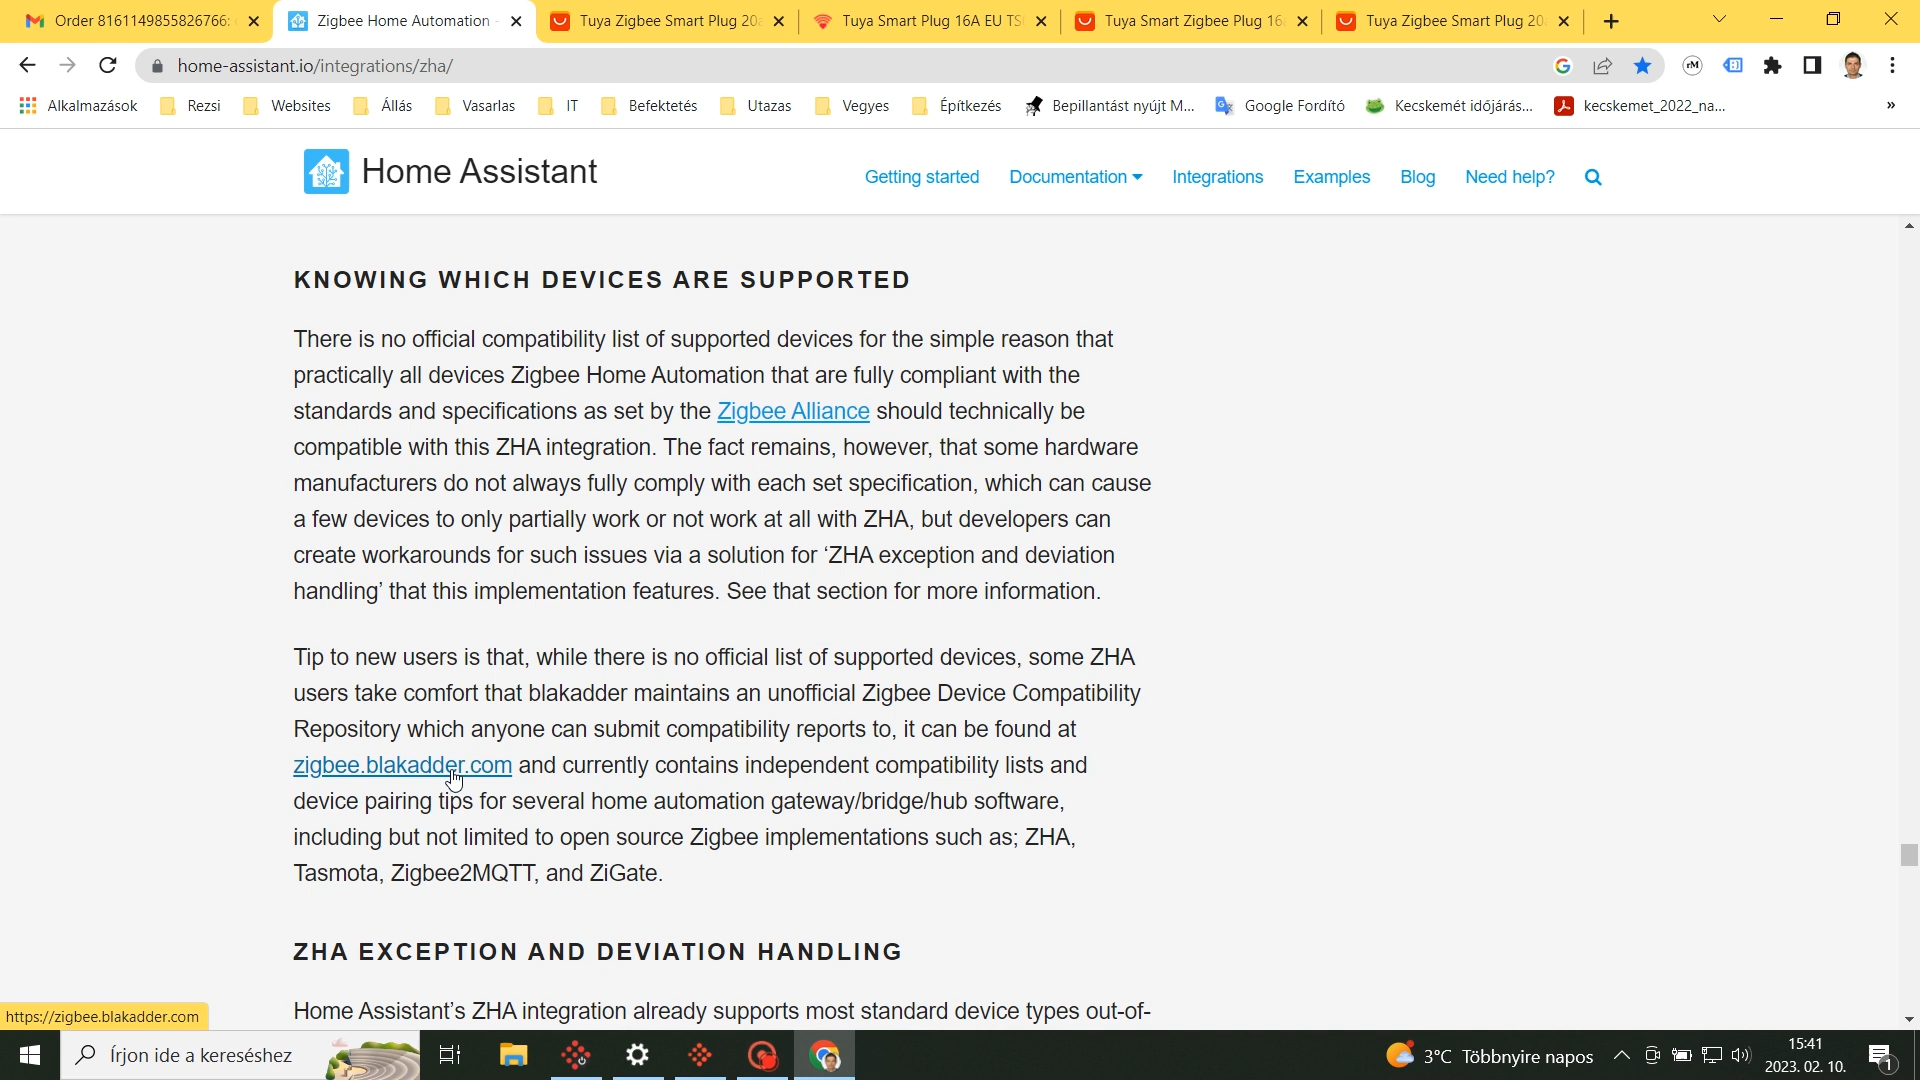 Order 8161149855826766:
Zigbee Home Automation -
Tuya Zigbee Smart Plug 20a
Tuya Smart Plug 16A EU TS
Tuya Smart Zigbee Plug 16
Tuya Zigbee Smart Plug 20
home-assistant.io/integrations/zha/
Alkalmazások
Rezsi
Websites
Állás
Vasarlas
IT
Befektetés
Utazas
Vegyes
Építkezés
Bepillantást nyújt M...
Google Fordító
Kecskemét időjárás...
kecskemet_2022_na...
»
Home Assistant
Getting started
Documentation
Integrations
Examples
Blog
Need help?
KNOWING WHICH DEVICES ARE SUPPORTED
There is no official compatibility list of supported devices for the simple reason that
practically all devices Zigbee Home Automation that are fully compliant with the
standards and specifications as set by the Zigbee Alliance should technically be
compatible with this ZHA integration. The fact remains, however, that some hardware
manufacturers do not always fully comply with each set specification, which can cause
a few devices to only partially work or not work at all with ZHA, but developers can
create workarounds for such issues via a solution for ‘ZHA exception and deviation
handling’ that this implementation features. See that section for more information.
Tip to new users is that, while there is no official list of supported devices, some ZHA
users take comfort that blakadder maintains an unofficial Zigbee Device Compatibility
Repository which anyone can submit compatibility reports to, it can be found at
zigbee.blakadder.com and currently contains independent compatibility lists and
device pairing tips for several home automation gateway/bridge/hub software,
including but not limited to open source Zigbee implementations such as; ZHA,
Tasmota, Zigbee2MQTT, and ZiGate.
ZHA EXCEPTION AND DEVIATION HANDLING
Home Assistant’s ZHA integration already supports most standard device types out-of-
https://zigbee.blakadder.com
Írjon ide a kereséshez
3°C Többnyire napos
15:41
2023. 02. 10.
1